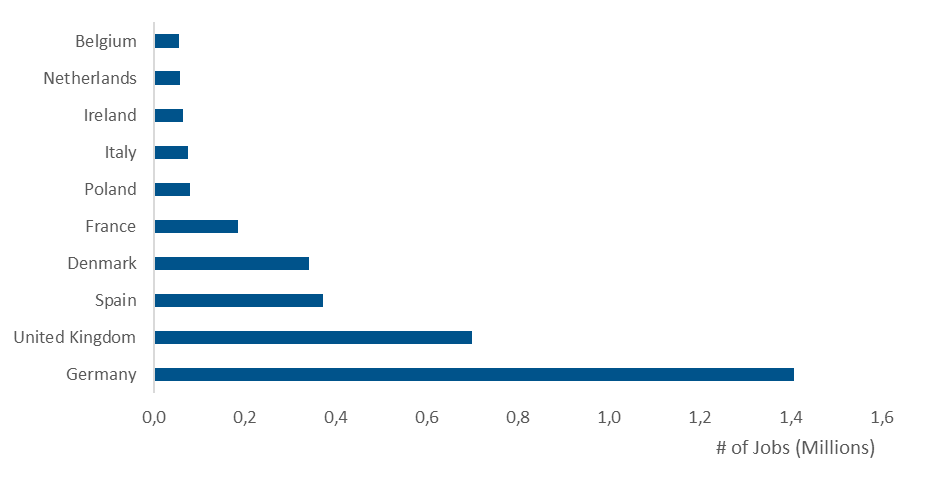 Belgium
Netherlands
Ireland
Italy
Poland
France
Denmark
Spain
United Kingdom
Germany
0,0 0,2 0,4 0,6 0,8 1,0 1,2 1,4 1,6
# of Jobs (Millions)